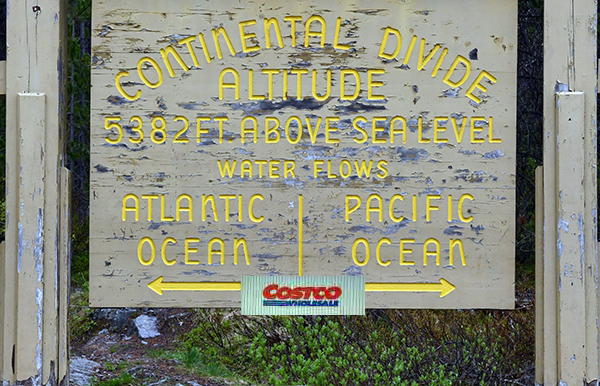 CONTINENTAL DIVIDE
ALTITUDE
5382 FT. ABOVE SEA LEVEL
WATER FLOWS
ATLANTIC
OCEAN
PACIFIC
OCEAN
COSTCO
WHOLESALE